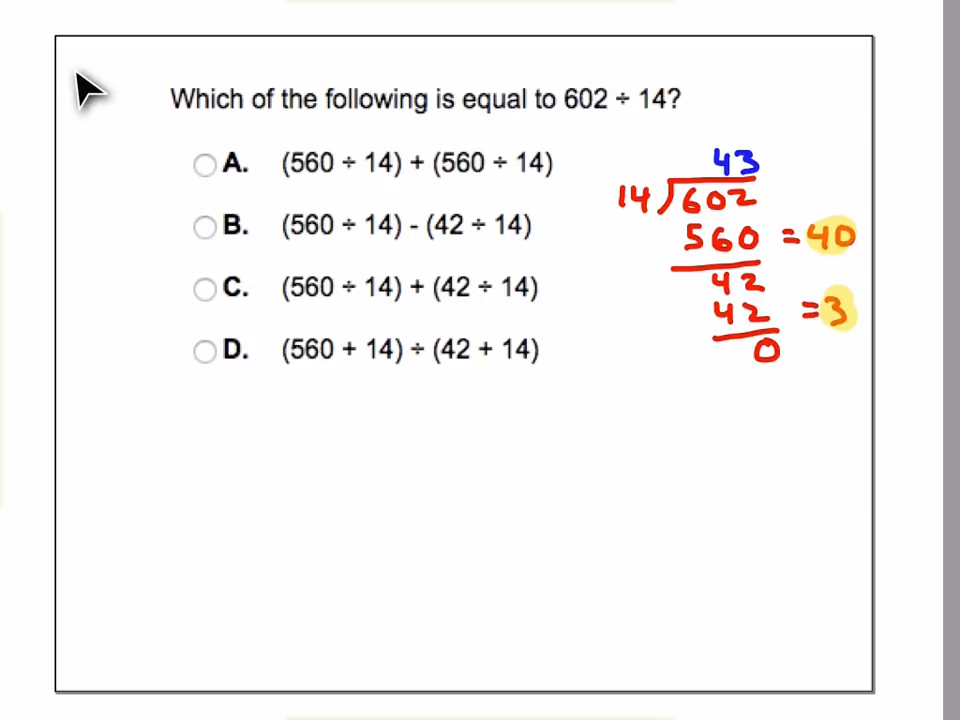 Which of the following is equal to 602 ÷ 14?
A. (560 ÷ 14) + (560 ÷ 14)
B. (560 ÷ 14) - (42 ÷ 14)
C. (560 ÷ 14) + (42 ÷ 14)
D. (560 + 14) ÷ (42 + 14)
43
14)602
560 = 40
42
42 = 3
0